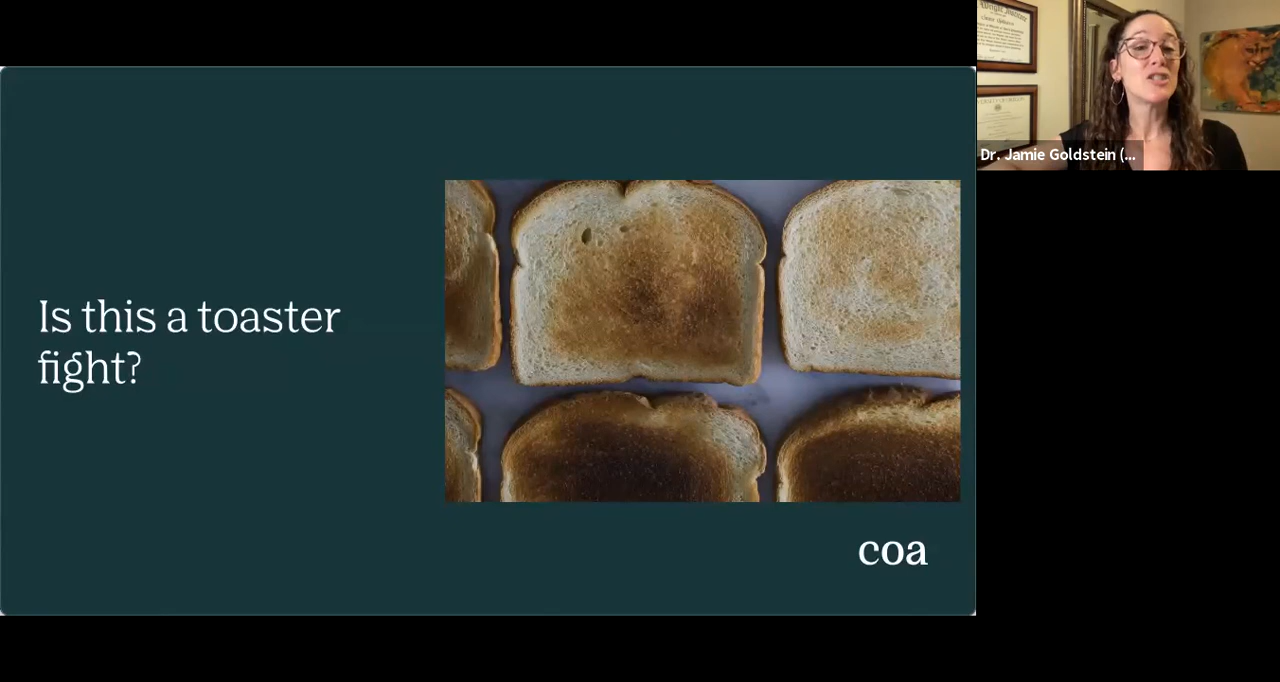 Is this a toaster
fight?
coa
Dr. Jamie Goldstein (...